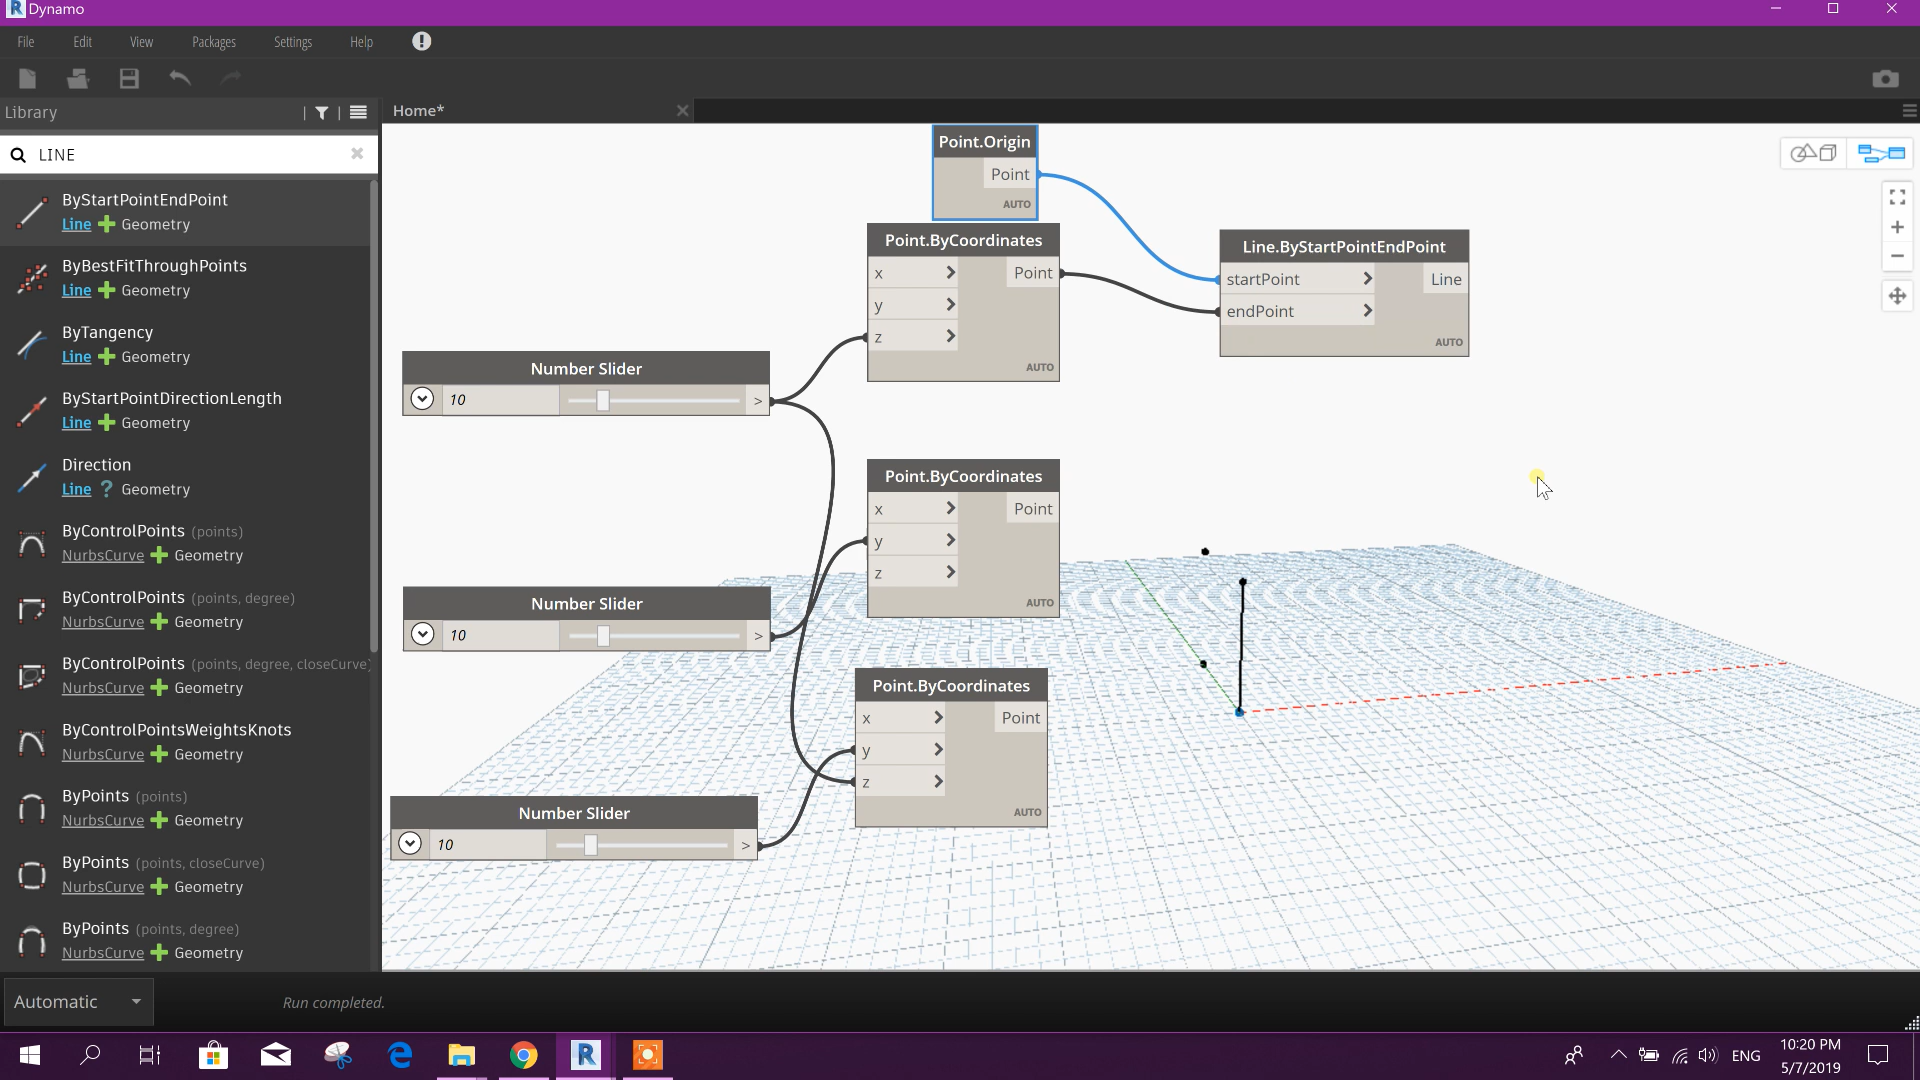 Dynamo
File Edit View Packages Settings Help
Library
Home*
LINE
ByStartPointEndPoint
Line Geometry
ByBestFitThroughPoints
Line Geometry
ByTangency
Line Geometry
ByStartPointDirectionLength
Line Geometry
Direction
Line ? Geometry
ByControlPoints (points)
NurbsCurve Geometry
ByControlPoints (points, degree)
NurbsCurve Geometry
ByControlPoints (points, degree, closeCurve)
NurbsCurve Geometry
ByControlPointsWeightsKnots
NurbsCurve Geometry
ByPoints (points)
NurbsCurve Geometry
ByPoints (points, closeCurve)
NurbsCurve Geometry
ByPoints (points, degree)
NurbsCurve Geometry
Point.Origin
Point
AUTO
Point.ByCoordinates
x > Point
y >
z >
AUTO
Line.ByStartPointEndPoint
startPoint > Line
endPoint >
AUTO
Number Slider
10 >
Point.ByCoordinates
x > Point
y >
z >
AUTO
Number Slider
10 >
Point.ByCoordinates
x > Point
y >
z >
AUTO
Number Slider
10 >
Automatic
Run completed.
ENG
10:20 PM
5/7/2019